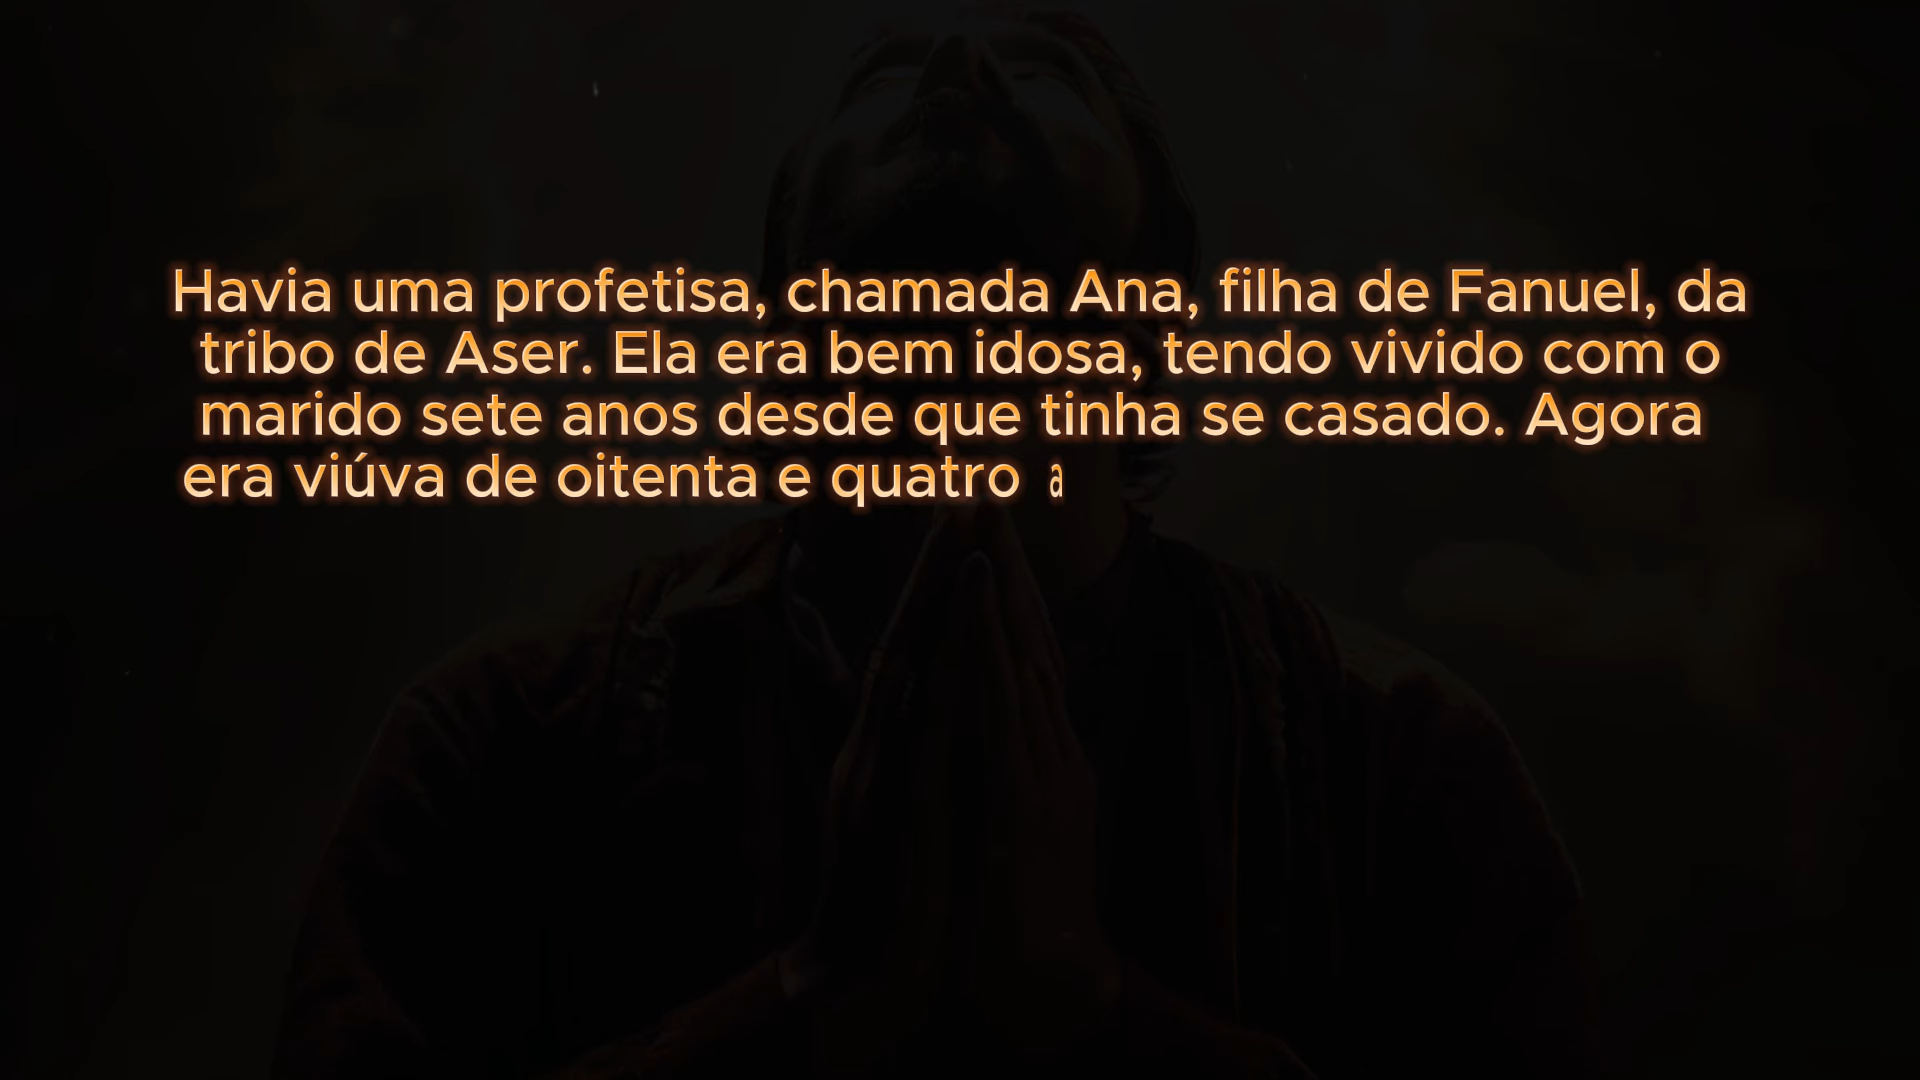 Havia uma profetisa, chamada Ana, filha de Fanuel, da
tribo de Aser. Ela era bem idosa, tendo vivido com o
marido sete anos desde que tinha se casado. Agora
era viúva de oitenta e quatro a